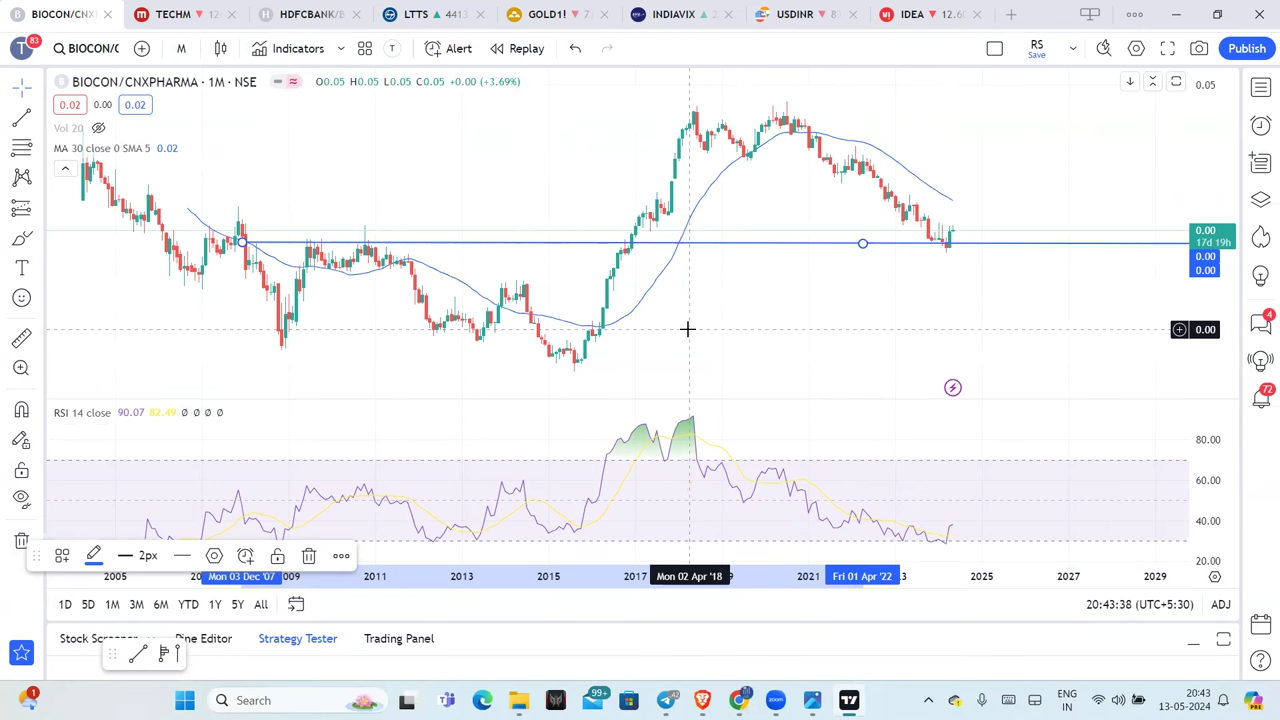 BIOCON/ TECHM 12 HDFCBANK/B LTTS 4413 GOLD1! 7 INDIAVIX 2 USDINR 8 IDEA 12.60
T 83 BIOCON/C M Indicators T Alert Replay RS Save Publish
BIOCON/CNXPHARMA · 1M · NSE O0.05 H0.05 L0.05 C0.05 +0.00 (+3.69%)
0.05
0.02 0.00 0.02
Vol 20
MA 30 close 0 SMA 5 0.02
0.00
17d 19h
0.00
0.00
0.00
4
72
RSI 14 close 90.07 82.49 Ø Ø Ø Ø
80.00
60.00
40.00
20.00
2px
2005 Mon 03 Dec '07 009 2011 2013 2015 2017 Mon 02 Apr '18 2021 Fri 01 Apr '22 2025 2027 2029
1D 5D 1M 3M 6M YTD 1Y 5Y All 20:43:38 (UTC+5:30) ADJ
Stock Screener Pine Editor Strategy Tester Trading Panel
1 Search 99+ 42 ENG IN 20:43 13-05-2024